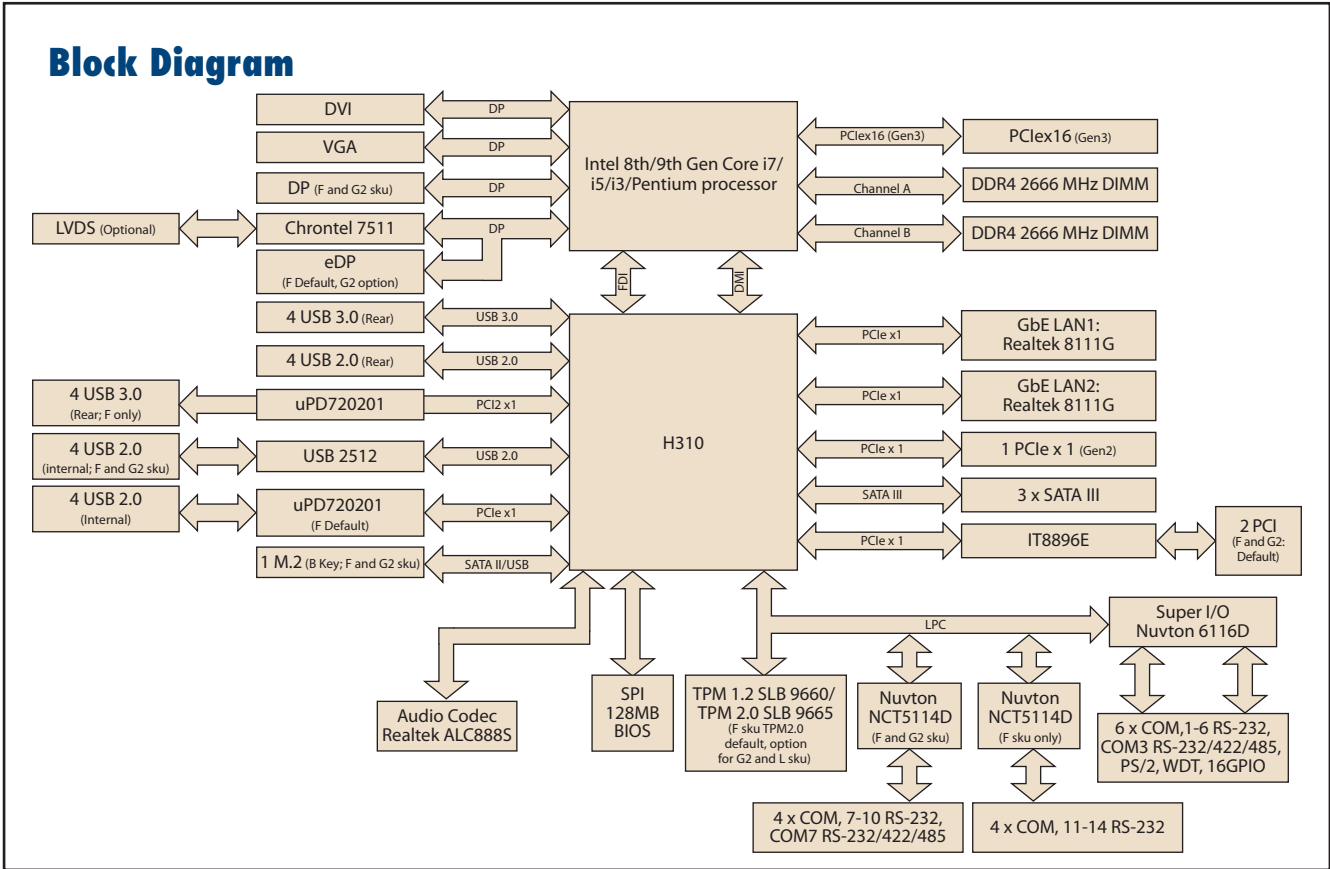 Block Diagram
DVI
DP
VGA
DP
DP (F and G2 sku)
DP
LVDS (Optional)
Chrontel 7511
DP
eDP
(F Default, G2 option)
Intel 8th/9th Gen Core i7/
i5/i3/Pentium processor
PCIex16 (Gen3)
PCIex16 (Gen3)
Channel A
DDR4 2666 MHz DIMM
Channel B
DDR4 2666 MHz DIMM
FDI
DMI
4 USB 3.0 (Rear)
USB 3.0
4 USB 2.0 (Rear)
USB 2.0
4 USB 3.0
(Rear; F only)
uPD720201
PCI2 x1
4 USB 2.0
(internal; F and G2 sku)
USB 2512
USB 2.0
4 USB 2.0
(Internal)
uPD720201
(F Default)
PCIe x1
1 M.2 (B Key; F and G2 sku)
SATA II/USB
H310
PCIe x1
GbE LAN1:
Realtek 8111G
PCIe x1
GbE LAN2:
Realtek 8111G
PCIe x 1
1 PCIe x 1 (Gen2)
SATA III
3 x SATA III
PCIe x 1
IT8896E
2 PCI
(F and G2:
Default)
LPC
Super I/O
Nuvton 6116D
Audio Codec
Realtek ALC888S
SPI
128MB
BIOS
TPM 1.2 SLB 9660/
TPM 2.0 SLB 9665
(F sku TPM2.0
default, option
for G2 and L sku)
Nuvton
NCT5114D
(F and G2 sku)
Nuvton
NCT5114D
(F sku only)
6 x COM,1-6 RS-232,
COM3 RS-232/422/485,
PS/2, WDT, 16GPIO
4 x COM, 7-10 RS-232,
COM7 RS-232/422/485
4 x COM, 11-14 RS-232